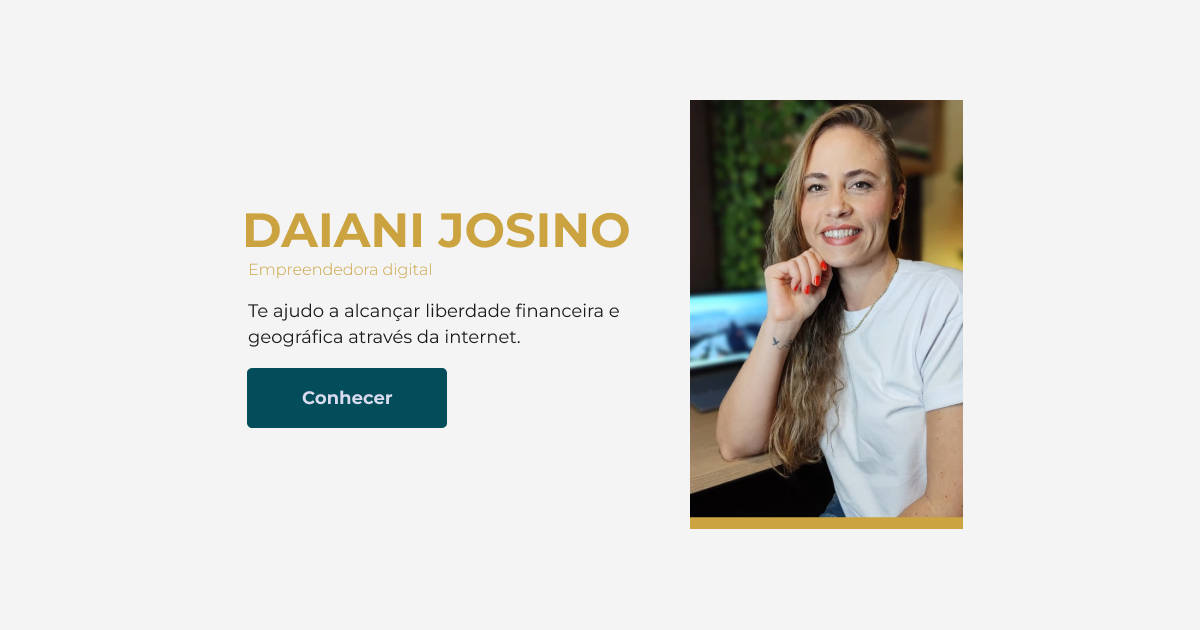 DAIANI JOSINO
Empreendedora digital
Te ajudo a alcançar liberdade financeira e
geográfica através da internet.
Conhecer